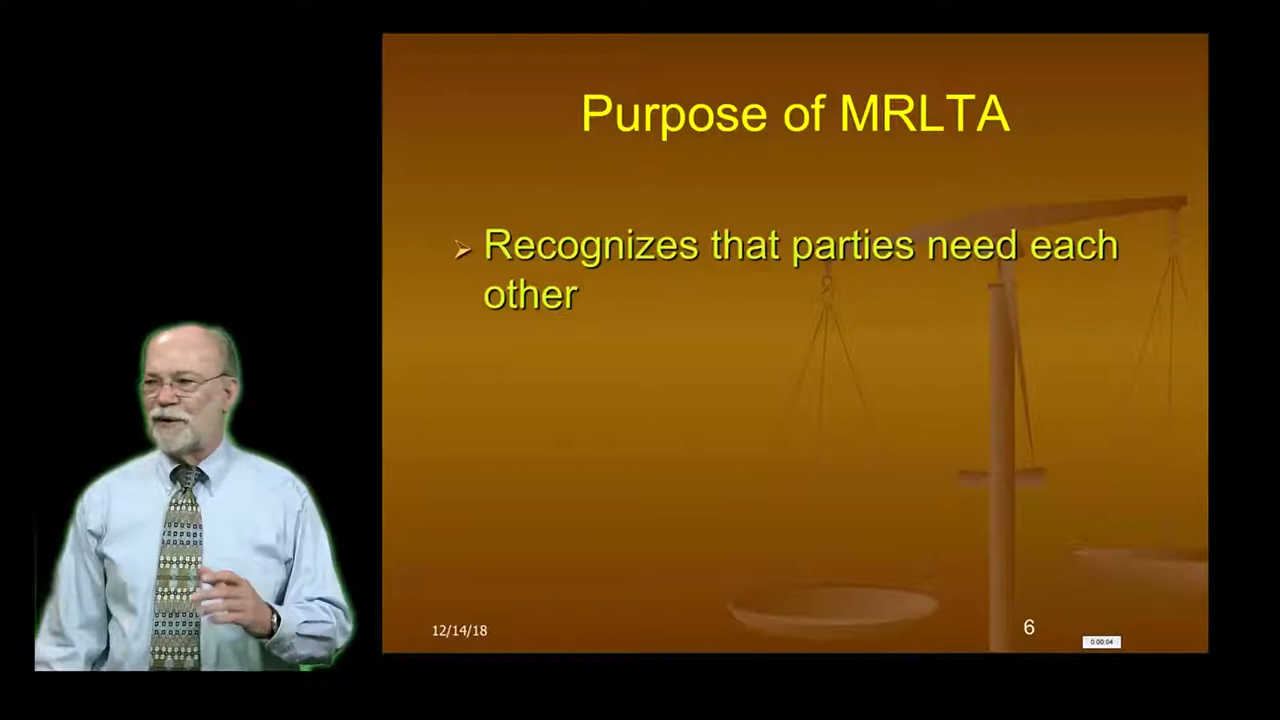 Purpose of MRLTA
Recognizes that parties need each
other
12/14/18
6
0:00:04